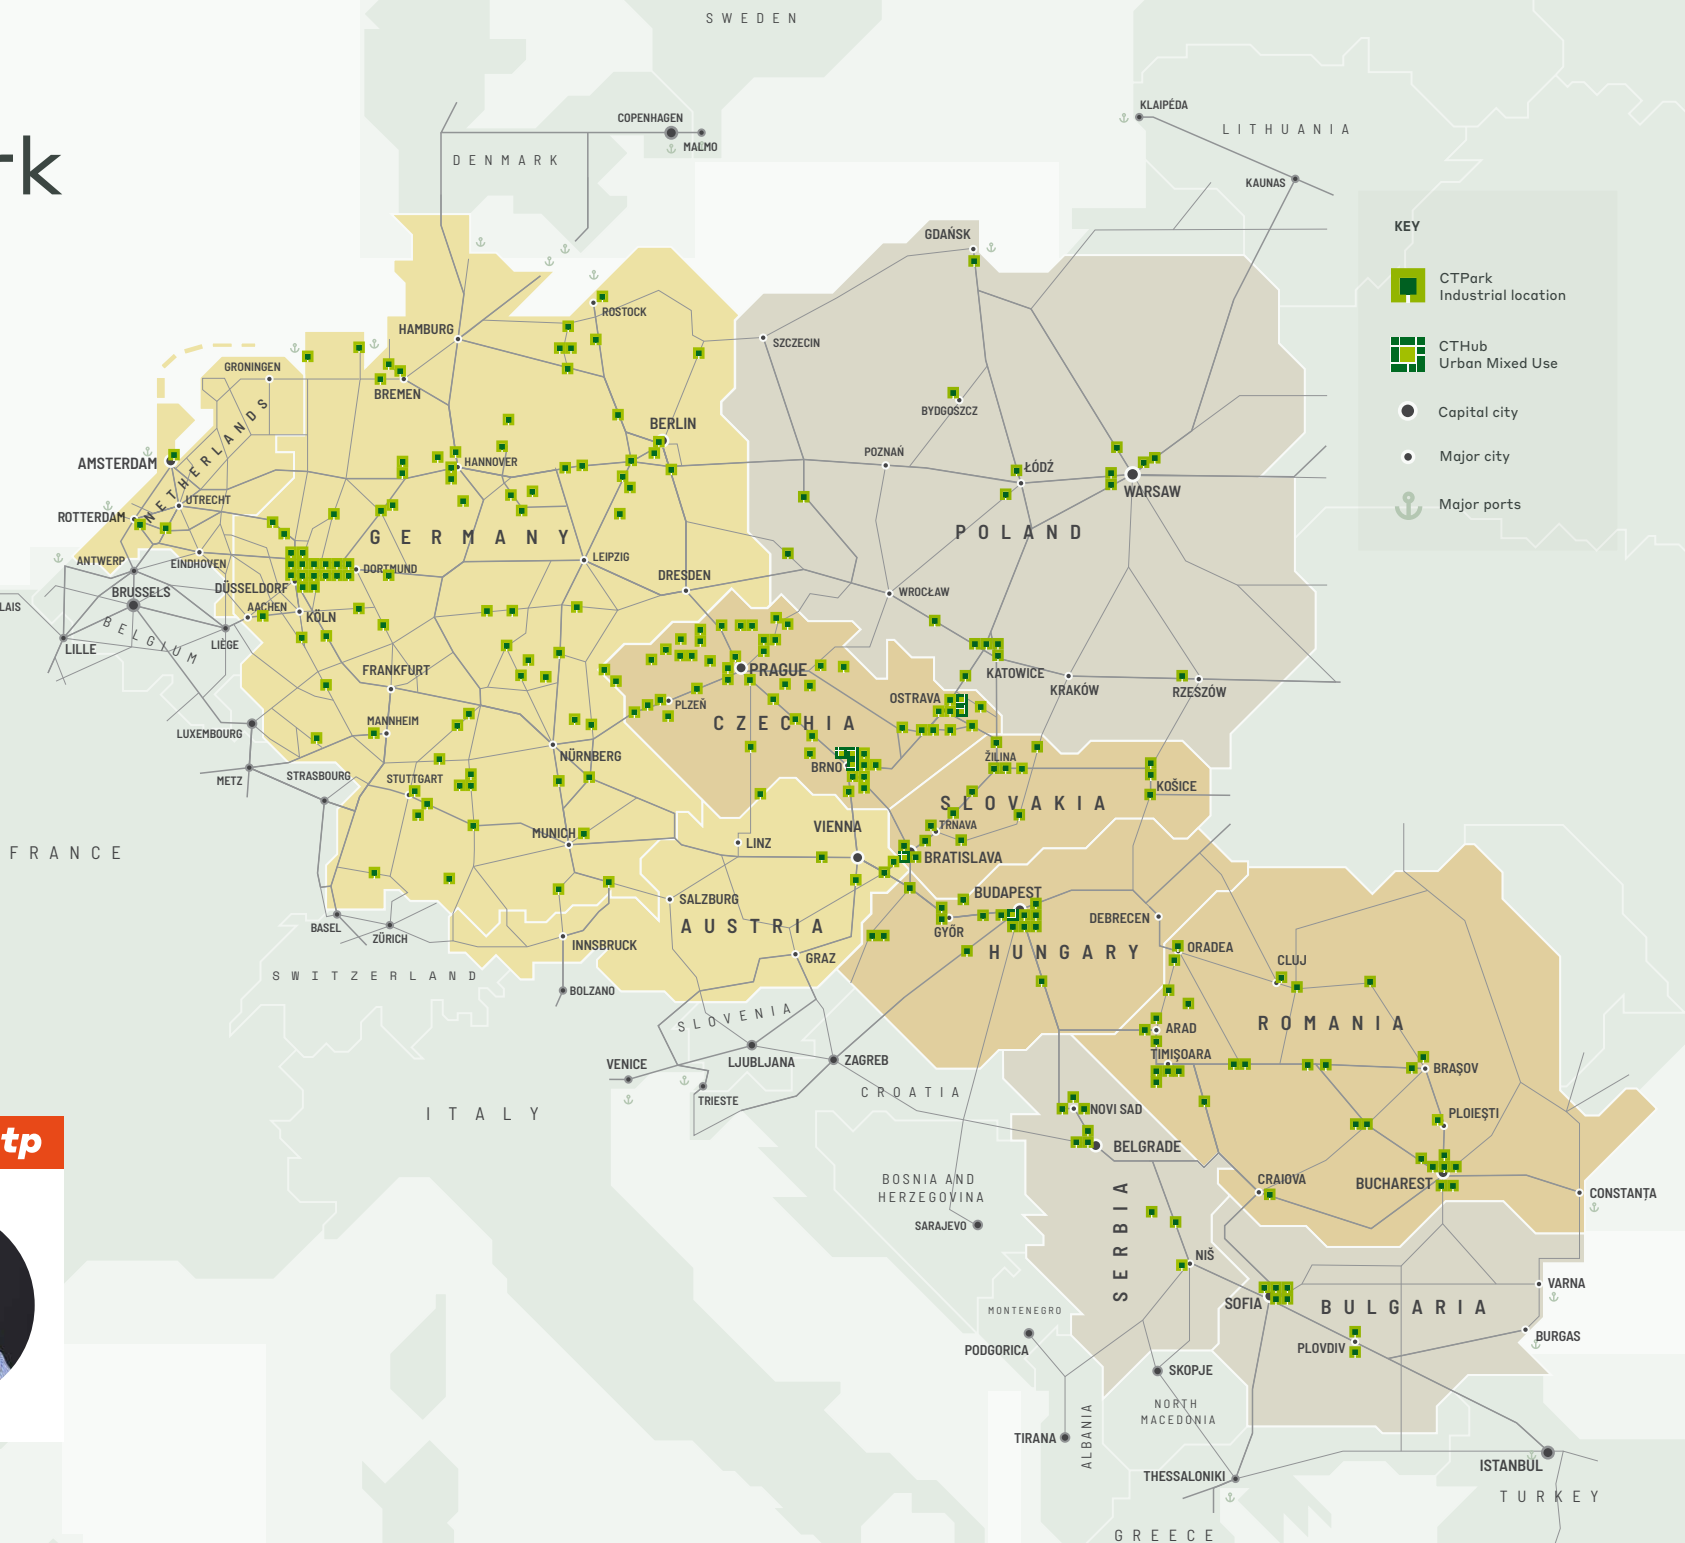 SWEDEN
KLAIPĖDA
COPENHAGEN
LITHUANIA
MALMO
DENMARK
rk
KAUNAS
KEY
GDAŃSK
CTPark
Industrial location
ROSTOCK
HAMBURG
SZCZECIN
CTHub
Urban Mixed Use
GRONINGEN
BREMEN
BYDGOSZCZ
Capital city
BERLIN
NETHERLANDS
AMSTERDAM
HANNOVER
POZNAŃ
ŁÓDŹ
Major city
WARSAW
UTRECHT
Major ports
ROTTERDAM
GERMANY
POLAND
ANTWERP
EINDHOVEN
LEIPZIG
DORTMUND
DRESDEN
BRUSSELS
DÜSSELDORF
WROCŁAW
LAIS
AACHEN
KÖLN
BELGIUM
LIÈGE
LILLE
FRANKFURT
PRAGUE
KATOWICE
KRAKÓW
RZESZÓW
OSTRAVA
PLZEŇ
MANNHEIM
CZECHIA
LUXEMBOURG
NÜRNBERG
ŽILINA
BRNO
METZ
STRASBOURG
STUTTGART
KOŠICE
SLOVAKIA
VIENNA
TRNAVA
MUNICH
LINZ
FRANCE
BRATISLAVA
BUDAPEST
SALZBURG
DEBRECEN
BASEL
AUSTRIA
GYŐR
ZÜRICH
INNSBRUCK
HUNGARY
ORADEA
GRAZ
CLUJ
SWITZERLAND
BOLZANO
SLOVENIA
ROMANIA
ARAD
TIMIŞOARA
VENICE
LJUBLJANA
ZAGREB
BRAŞOV
CROATIA
TRIESTE
NOVI SAD
ITALY
PLOIEŞTI
tp
BELGRADE
BOSNIA AND
HERZEGOVINA
CRAIOVA
BUCHAREST
CONSTANȚA
SARAJEVO
SERBIA
NIŠ
VARNA
SOFIA
BULGARIA
MONTENEGRO
BURGAS
PODGORICA
PLOVDIV
SKOPJE
NORTH
MACEDONIA
TIRANA
ALBANIA
ISTANBUL
THESSALONIKI
TURKEY
GREECE